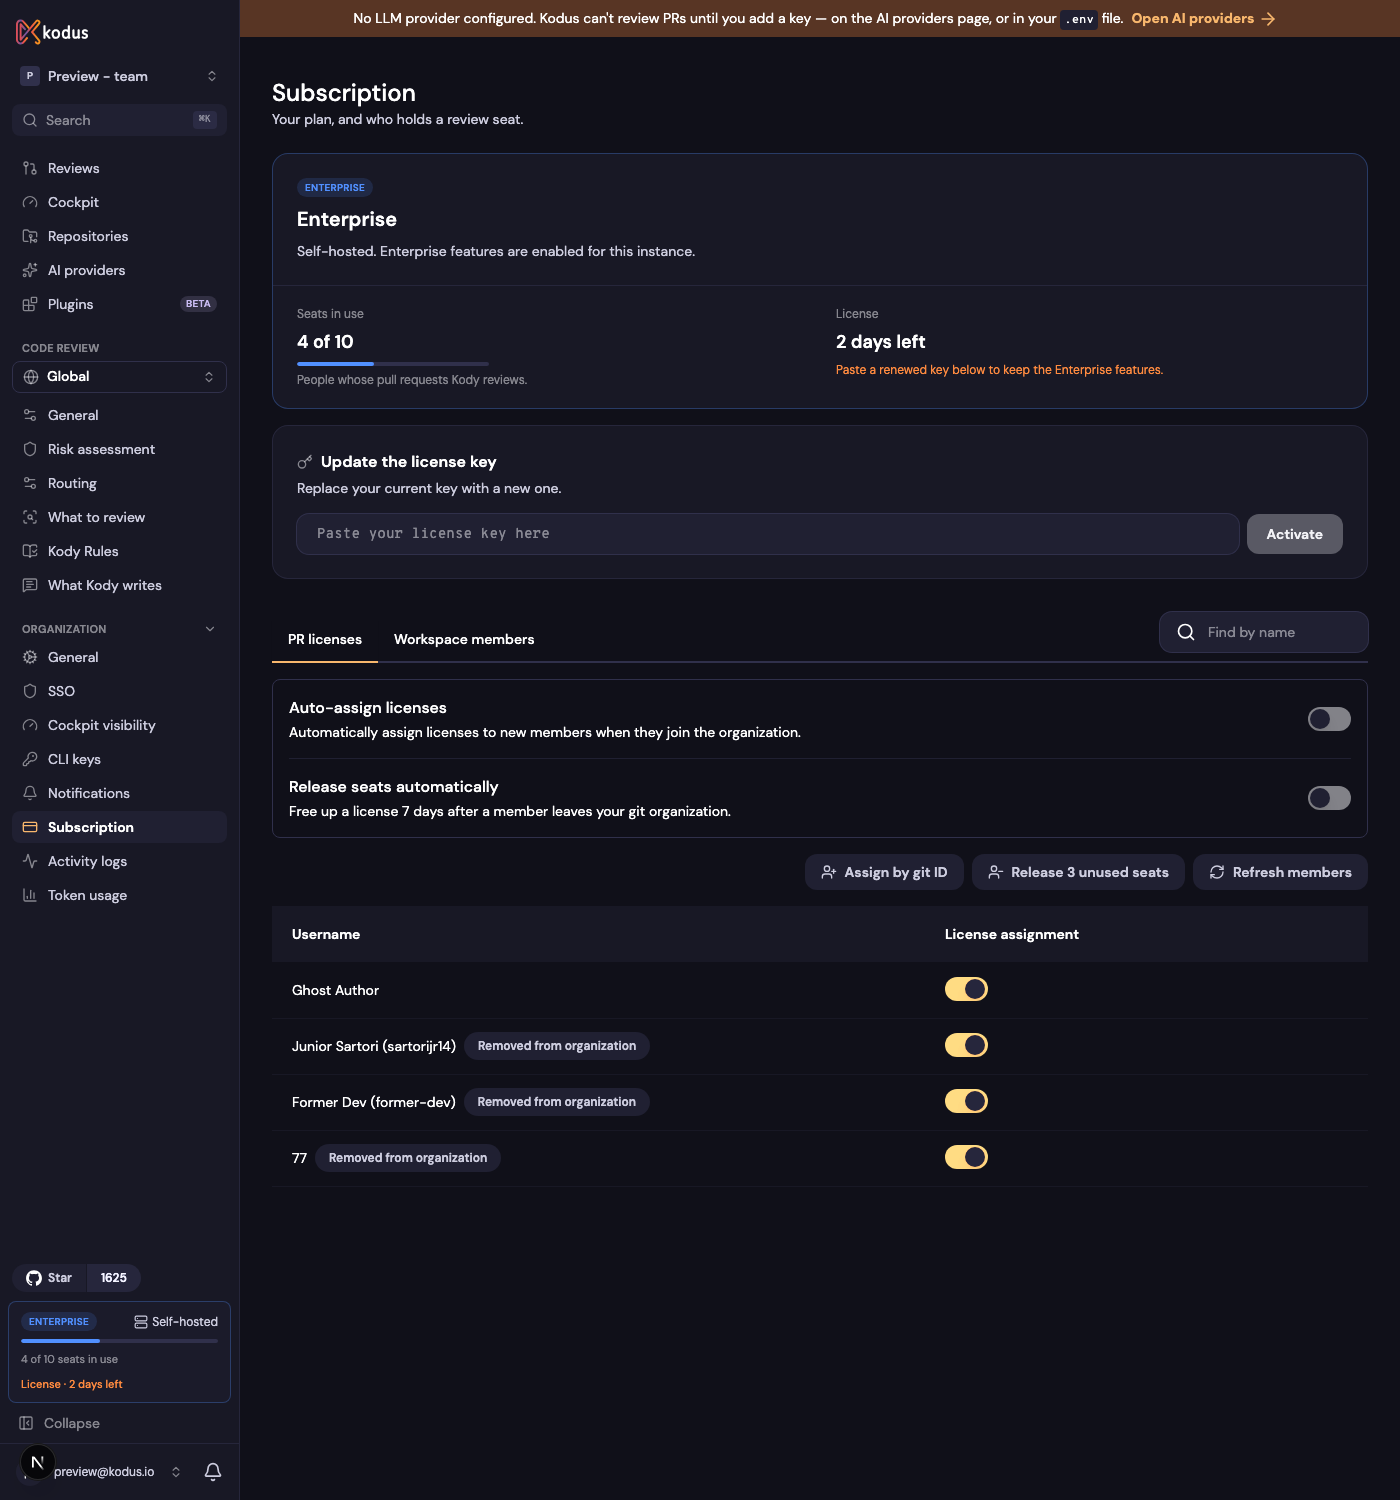 No LLM provider configured. Kodus can't review PRs until you add a key — on the AI providers page, or in your .env file. Open AI providers →
kodus
P Preview - team
Search ⌘K
Reviews
Cockpit
Repositories
AI providers
Plugins BETA
CODE REVIEW
Global
General
Risk assessment
Routing
What to review
Kody Rules
What Kody writes
ORGANIZATION
General
SSO
Cockpit visibility
CLI keys
Notifications
Subscription
Activity logs
Token usage
Star 1625
ENTERPRISE Self-hosted
4 of 10 seats in use
License · 2 days left
Collapse
N preview@kodus.io
Subscription
Your plan, and who holds a review seat.
ENTERPRISE
Enterprise
Self-hosted. Enterprise features are enabled for this instance.
Seats in use
4 of 10
People whose pull requests Kody reviews.
License
2 days left
Paste a renewed key below to keep the Enterprise features.
Update the license key
Replace your current key with a new one.
Paste your license key here
Activate
PR licenses
Workspace members
Find by name
Auto-assign licenses
Automatically assign licenses to new members when they join the organization.
Release seats automatically
Free up a license 7 days after a member leaves your git organization.
Assign by git ID
Release 3 unused seats
Refresh members
Username License assignment
Ghost Author
Junior Sartori (sartorijr14) Removed from organization
Former Dev (former-dev) Removed from organization
77 Removed from organization